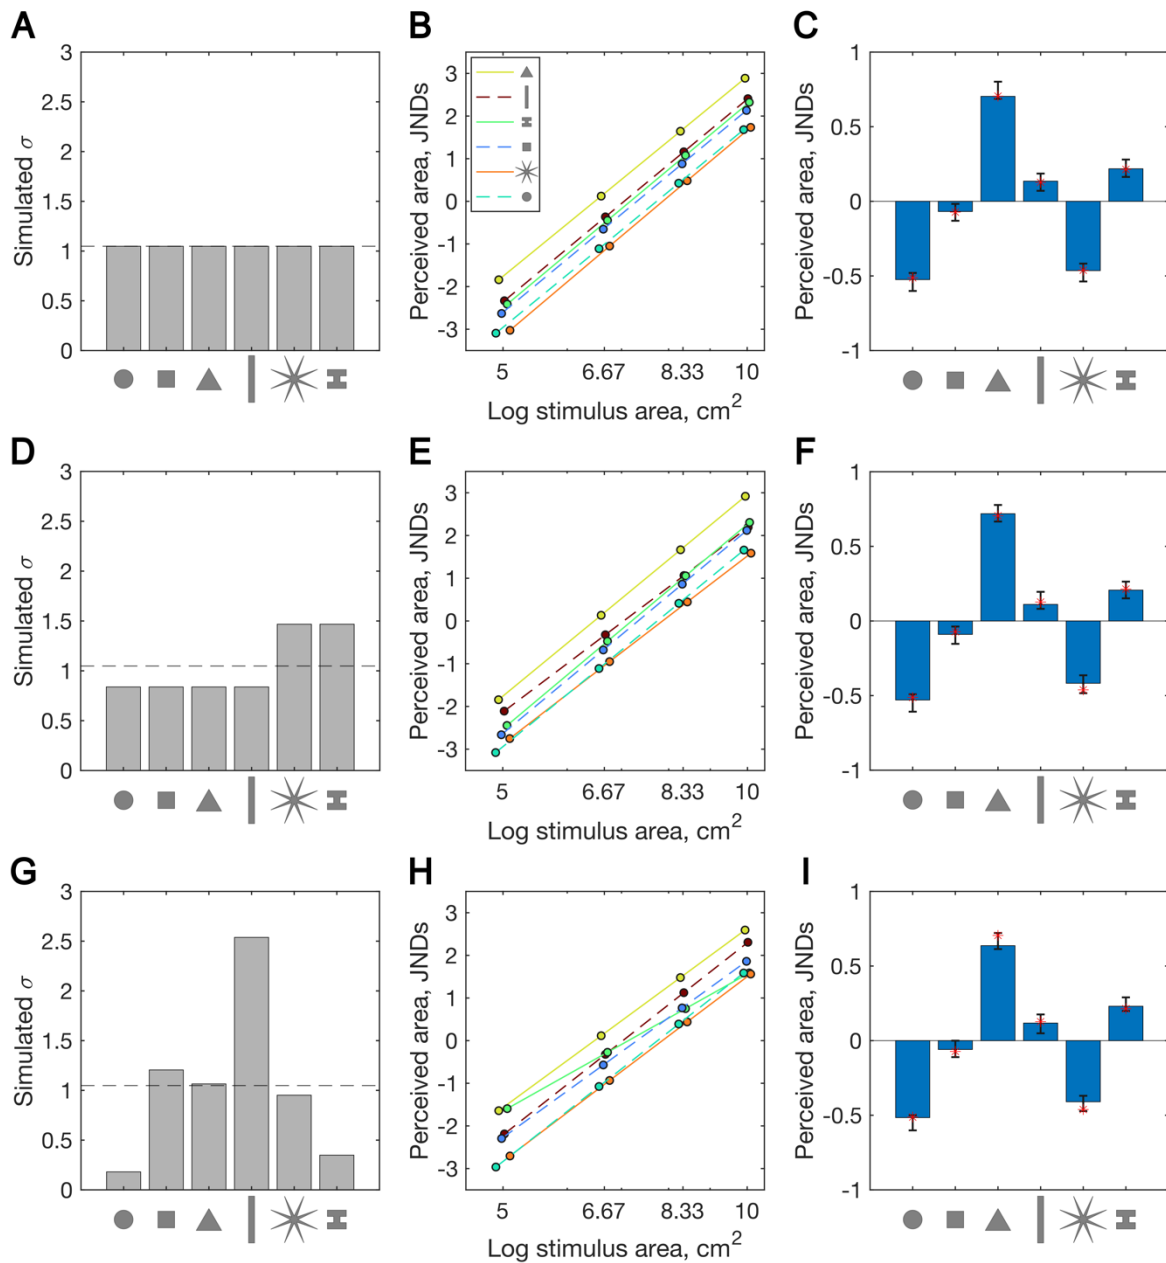 A
Simulated σ
3
2.5
2
1.5
1
0.5
0
B
Perceived area, JNDs
3
2
1
0
-1
-2
-3
5 6.67 8.33 10
Log stimulus area, cm²
C
Perceived area, JNDs
1
0.5
0
-0.5
-1
D
Simulated σ
3
2.5
2
1.5
1
0.5
0
E
Perceived area, JNDs
3
2
1
0
-1
-2
-3
5 6.67 8.33 10
Log stimulus area, cm²
F
Perceived area, JNDs
1
0.5
0
-0.5
-1
G
Simulated σ
3
2.5
2
1.5
1
0.5
0
H
Perceived area, JNDs
3
2
1
0
-1
-2
-3
5 6.67 8.33 10
Log stimulus area, cm²
I
Perceived area, JNDs
1
0.5
0
-0.5
-1